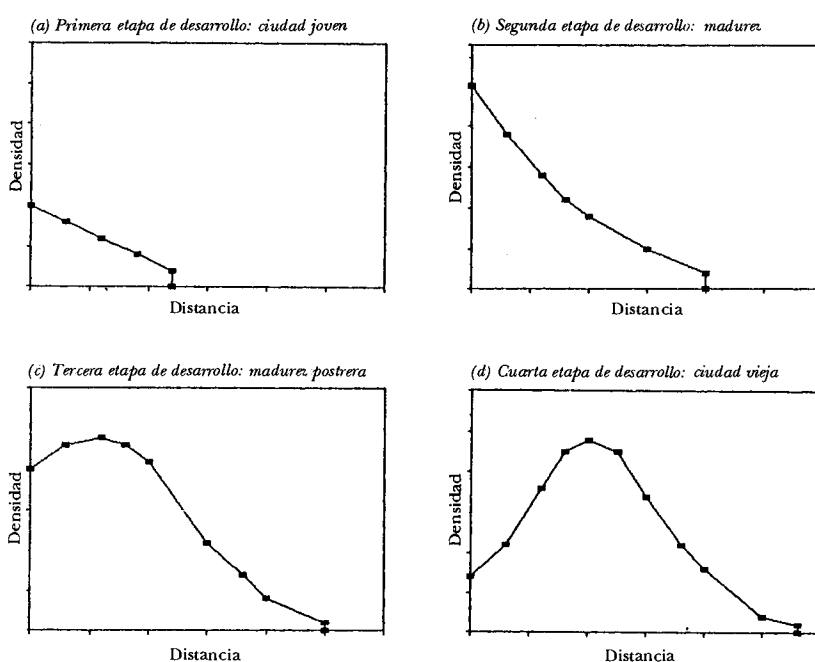 (a) Primera etapa de desarrollo: ciudad joven
Densidad
Distancia
(b) Segunda etapa de desarrollo: madurez
Densidad
Distancia
(c) Tercera etapa de desarrollo: madurez postrera
Densidad
Distancia
(d) Cuarta etapa de desarrollo: ciudad vieja
Densidad
Distancia